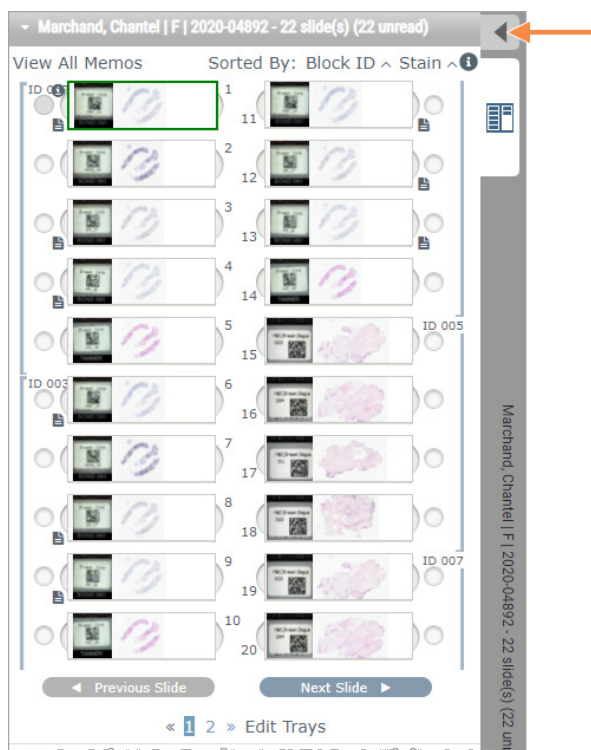 Marchand, Chantel | F | 2020-04892 - 22 slide(s) (22 unread)
View All Memos
Sorted By: Block ID ^ Stain ^
ID 0
1
2
3
4
5
ID 003
6
7
8
9
10
11
12
13
14
ID 005
15
16
17
18
ID 007
19
20
Previous Slide
Next Slide
« 1 2 » Edit Trays
Marchand, Chantel | F | 2020-04892 - 22 slide(s) (22 un